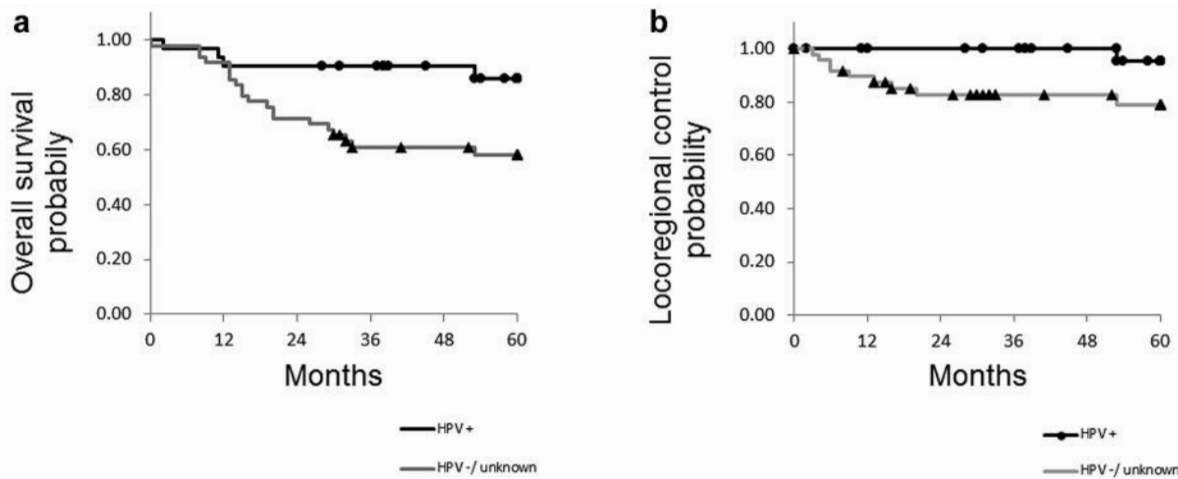 a
Overall survival
probabily
1.00
0.80
0.60
0.40
0.20
0.00
0
12
24
36
48
60
Months
HPV +
HPV -/ unknown
b
Locoregional control
probability
1.00
0.80
0.60
0.40
0.20
0.00
0
12
24
36
48
60
Months
HPV +
HPV -/ unknown